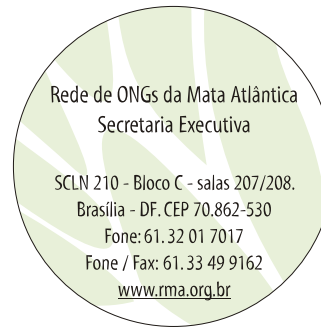 Rede de ONGs da Mata Atlântica
Secretaria Executiva
SCLN 210 - Bloco C - salas 207/208.
Brasília - DF. CEP 70.862-530
Fone: 61. 32 01 7017
Fone / Fax: 61. 33 49 9162
www.rma.org.br